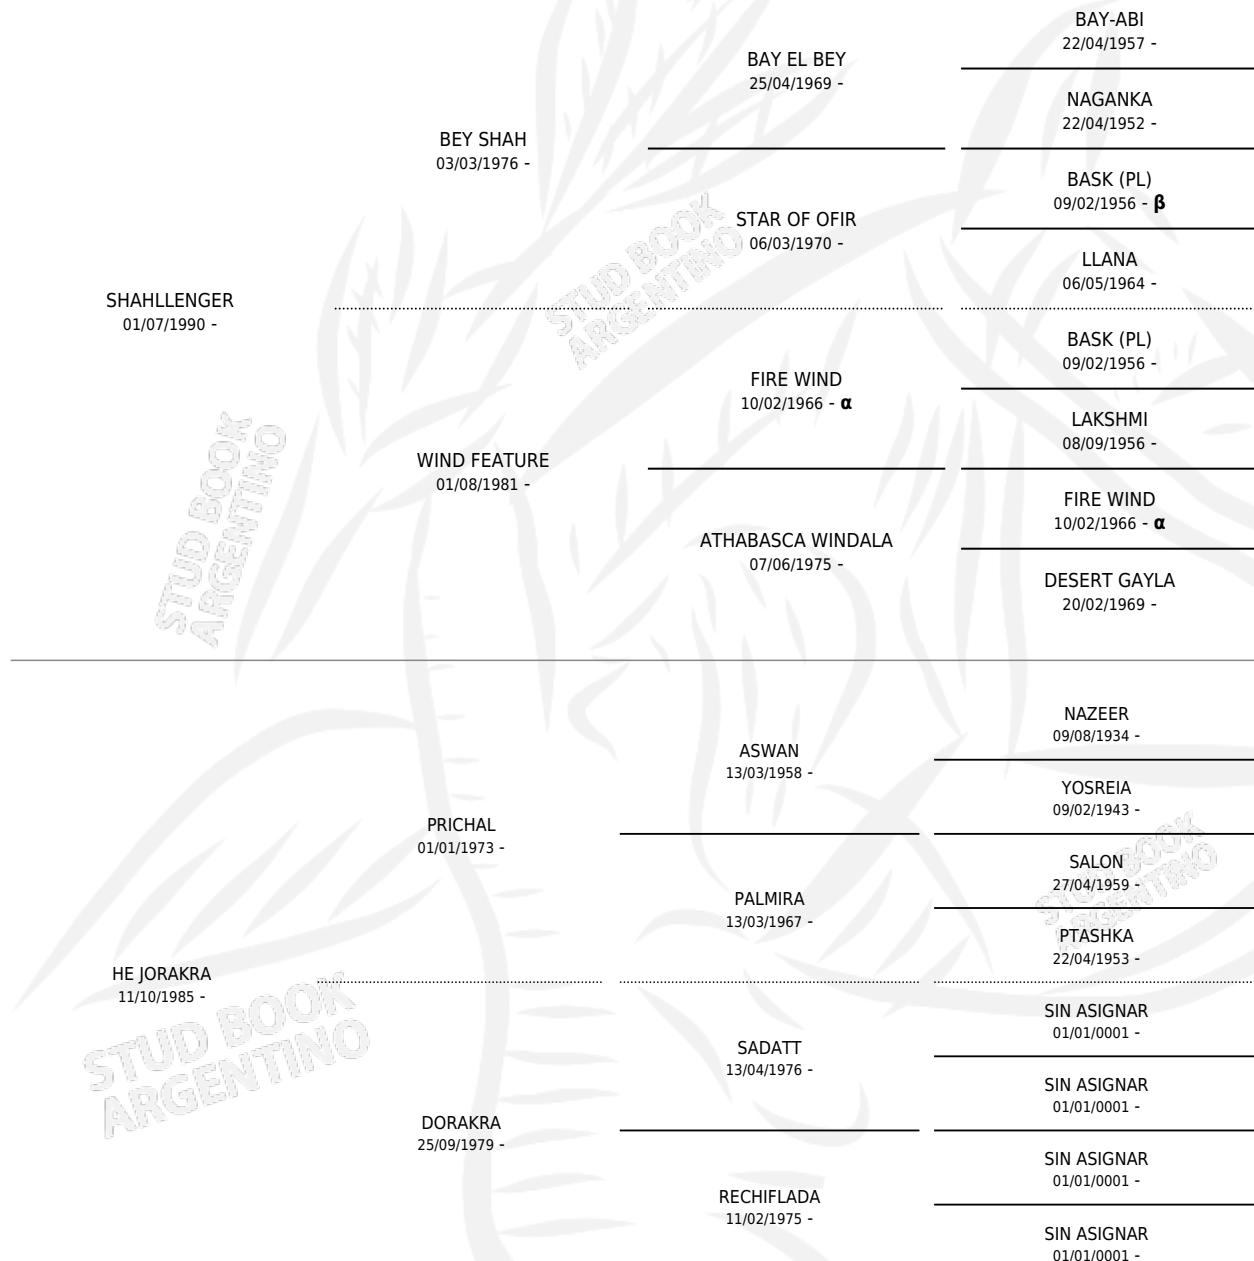 BAY-ABI
22/04/1957 -
BAY EL BEY
25/04/1969 -
NAGANKA
22/04/1952 -
BEY SHAH
03/03/1976 -
BASK (PL)
09/02/1956 - β
STAR OF OFIR
06/03/1970 -
LLANA
06/05/1964 -
SHAHLLENGER
01/07/1990 -
BASK (PL)
09/02/1956 -
FIRE WIND
10/02/1966 - α
LAKSHMI
08/09/1956 -
WIND FEATURE
01/08/1981 -
FIRE WIND
10/02/1966 - α
ATHABASCA WINDALA
07/06/1975 -
DESERT GAYLA
20/02/1969 -
NAZEER
09/08/1934 -
ASWAN
13/03/1958 -
YOSREIA
09/02/1943 -
PRICHAL
01/01/1973 -
SALON
27/04/1959 -
PALMIRA
13/03/1967 -
PTASHKA
22/04/1953 -
HE JORAKRA
11/10/1985 -
SIN ASIGNAR
01/01/0001 -
SADATT
13/04/1976 -
SIN ASIGNAR
01/01/0001 -
DORAKRA
25/09/1979 -
SIN ASIGNAR
01/01/0001 -
RECHIFLADA
11/02/1975 -
SIN ASIGNAR
01/01/0001 -
STUD BOOK
ARGENTINO
STUD BOOK
ARGENTINO
STUD BOOK
ARGENTINO
STUD BOOK
ARGENTINO